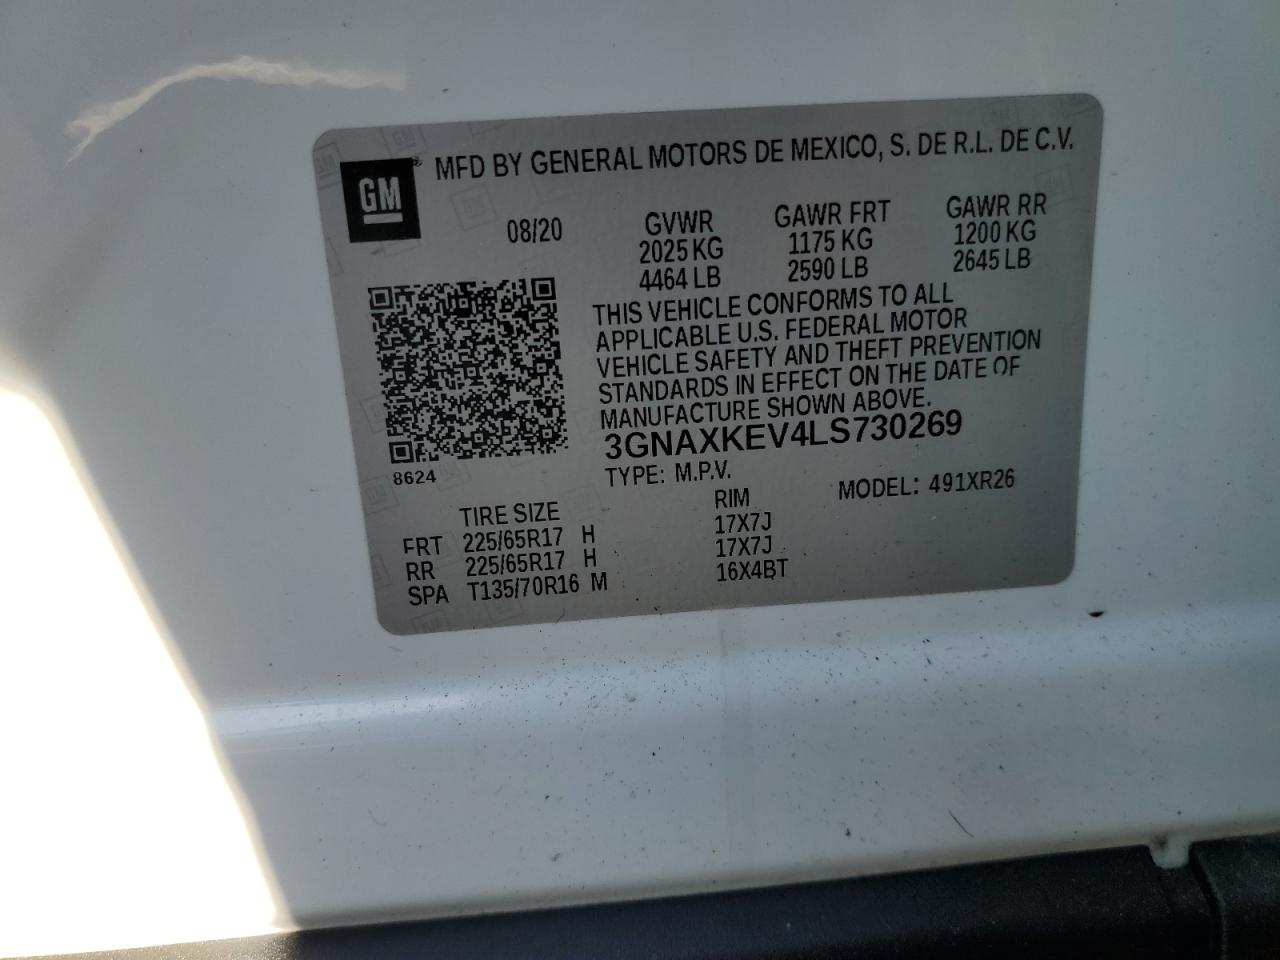 GM ® MFD BY GENERAL MOTORS DE MEXICO, S. DE R.L. DE C.V.
08/20 GVWR GAWR FRT GAWR RR
2025 KG 1175 KG 1200 KG
4464 LB 2590 LB 2645 LB
THIS VEHICLE CONFORMS TO ALL
APPLICABLE U.S. FEDERAL MOTOR
VEHICLE SAFETY AND THEFT PREVENTION
STANDARDS IN EFFECT ON THE DATE OF
MANUFACTURE SHOWN ABOVE.
3GNAXKEV4LS730269
8624 TYPE: M.P.V. MODEL: 491XR26
TIRE SIZE RIM
FRT 225/65R17 H 17X7J
RR 225/65R17 H 17X7J
SPA T135/70R16 M 16X4BT